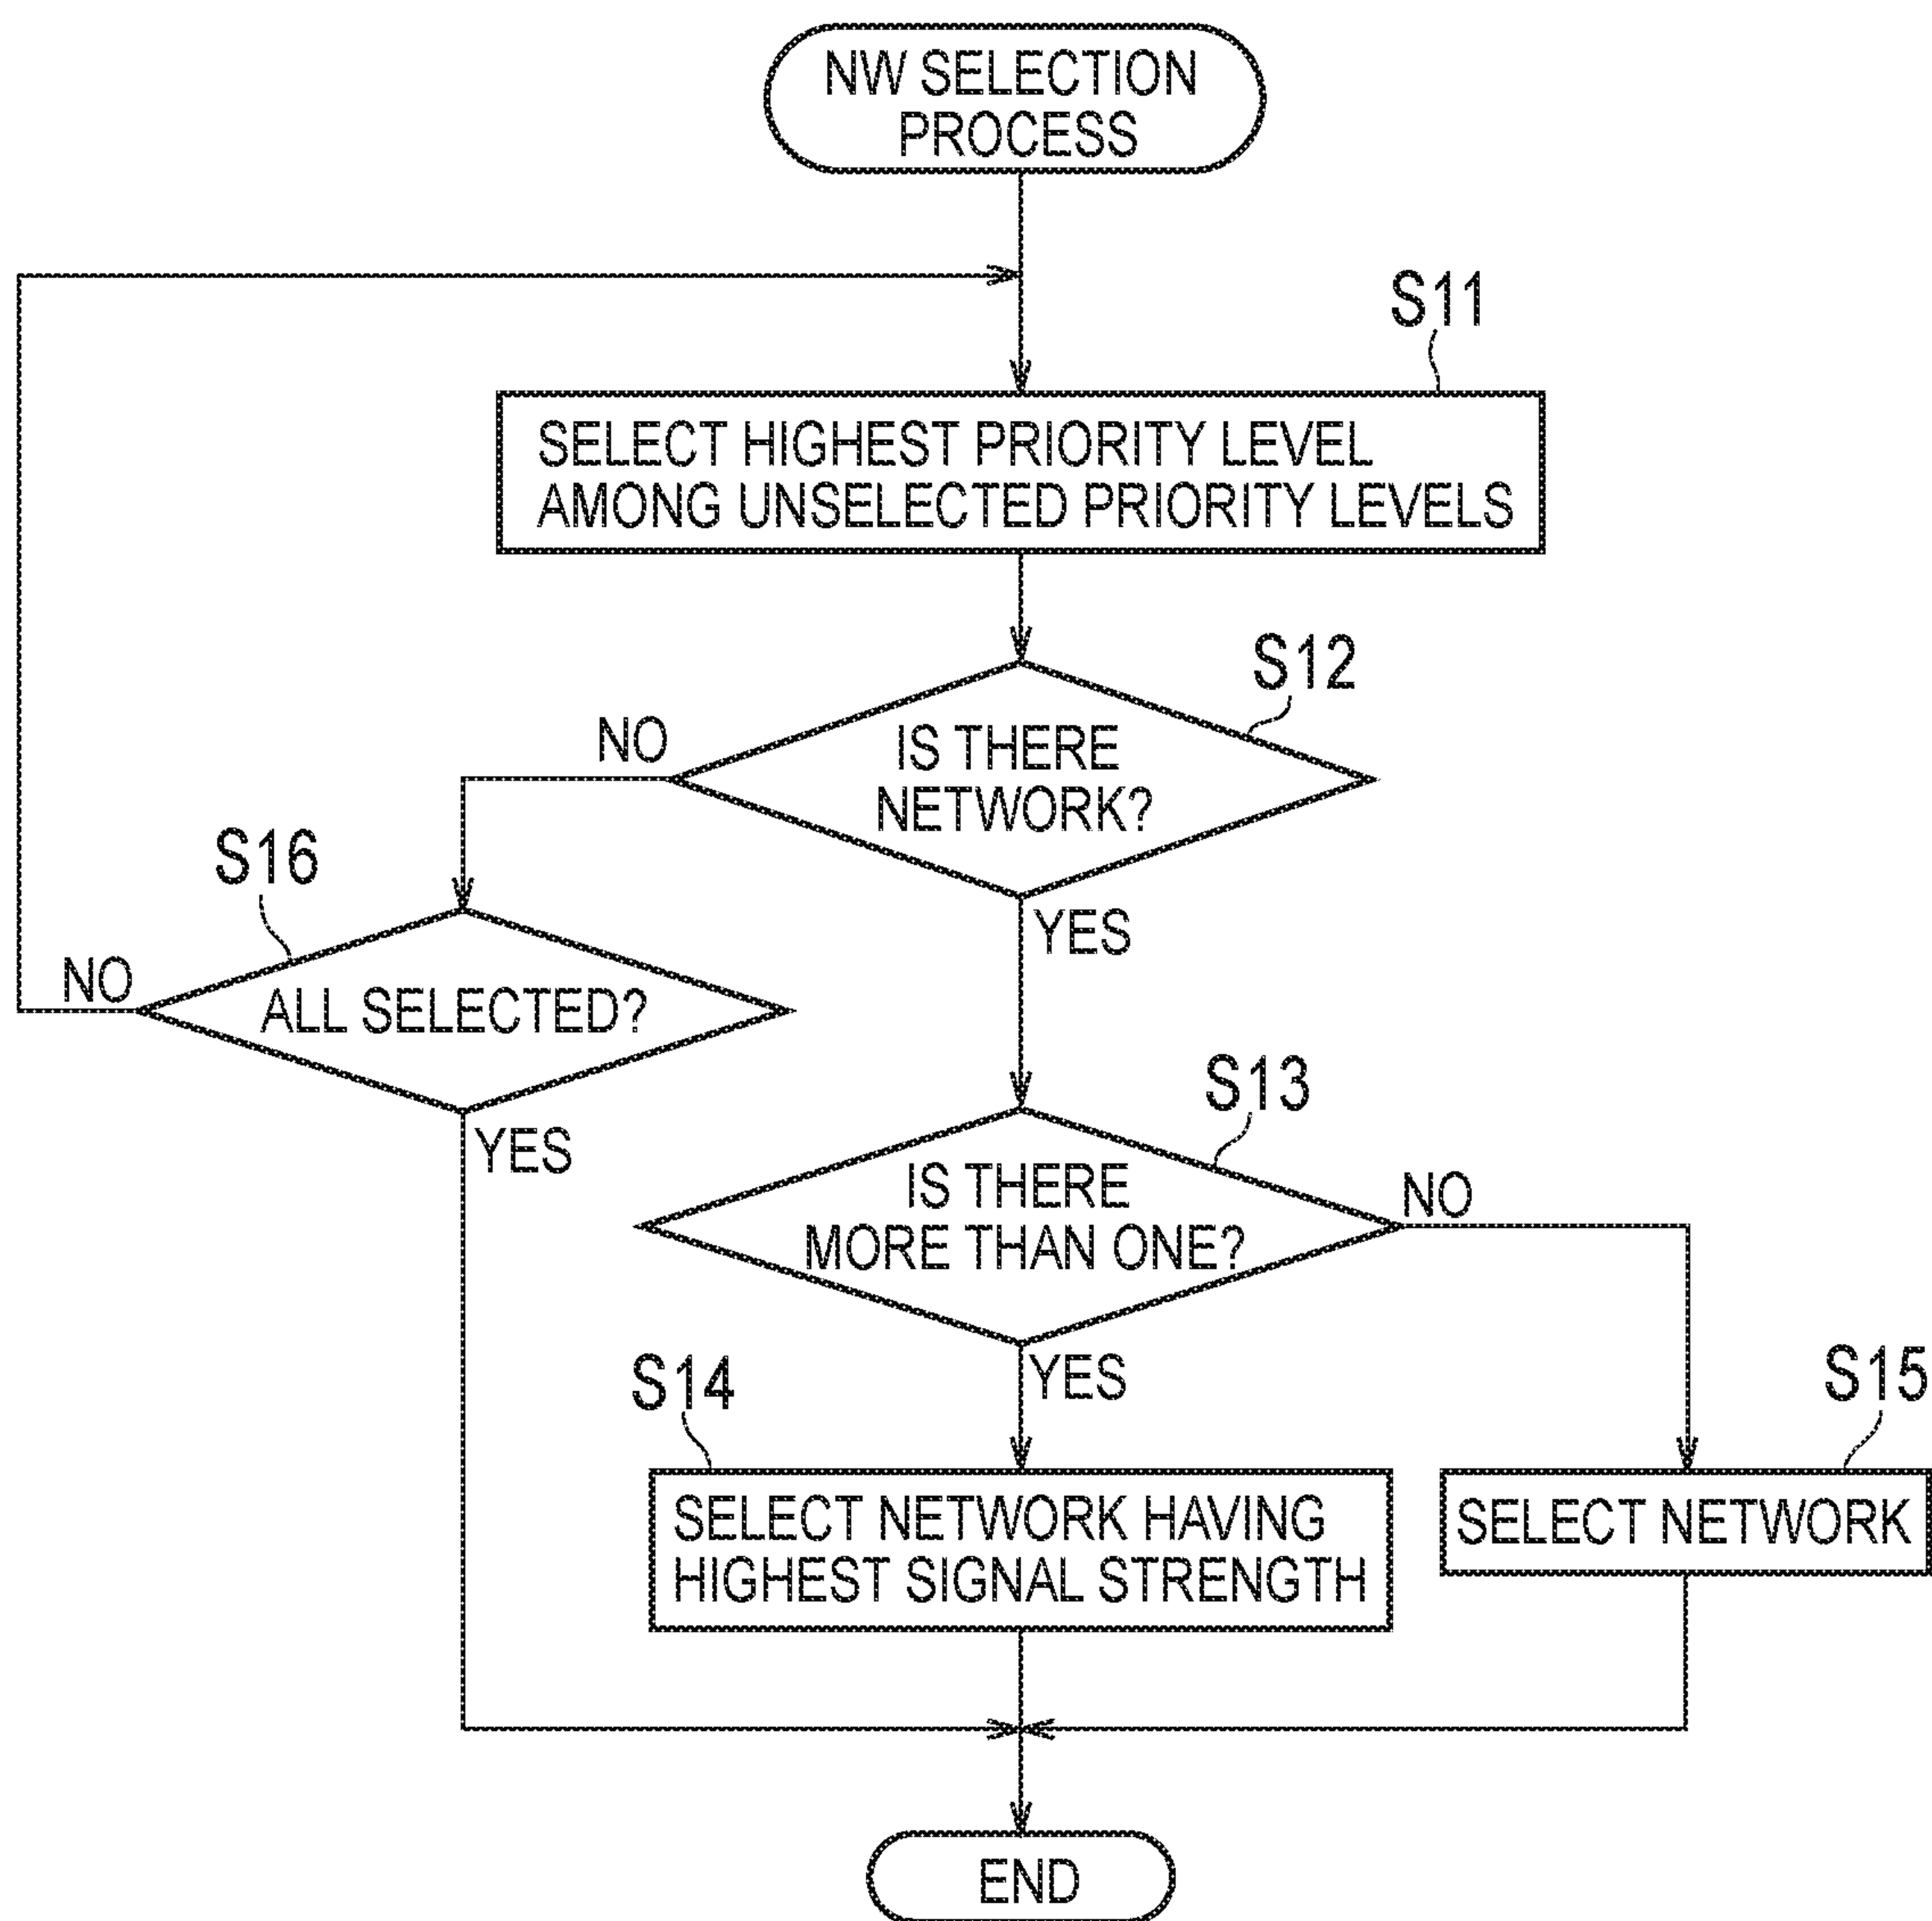 NW SELECTION
PROCESS
S11
SELECT HIGHEST PRIORITY LEVEL
AMONG UNSELECTED PRIORITY LEVELS
S12
NO
IS THERE
NETWORK?
YES
S16
NO
ALL SELECTED?
YES
S13
IS THERE
MORE THAN ONE?
NO
YES
S14
SELECT NETWORK HAVING
HIGHEST SIGNAL STRENGTH
S15
SELECT NETWORK
END